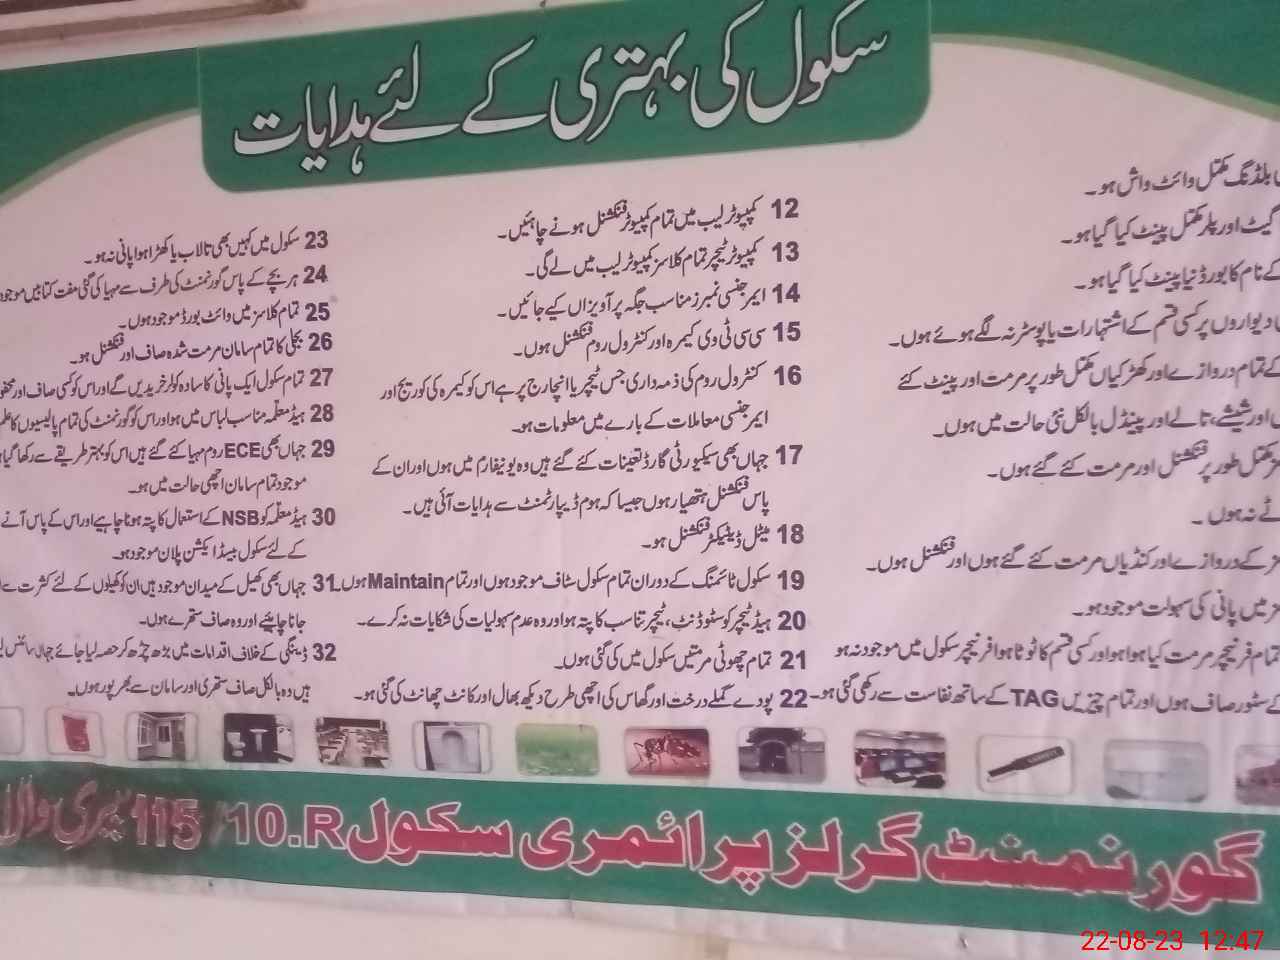 سکول کی بہتری کے لئے ہدایات
بلڈنگ مکمل وائٹ واش ہو۔
گیٹ اور پلر مکمل پینٹ کیا گیا ہو۔
کے نام کا بورڈ نیا پینٹ کیا گیا ہو۔
دیواروں پر کسی قسم کے اشتہارات یا پوسٹر نہ لگے ہوئے ہوں۔
کے تمام دروازے اور کھڑکیاں مکمل طور پر مرمت اور پینٹ کئے
اور شیشے، تالے اور ہینڈل بالکل نئی حالت میں ہوں۔
مکمل طور پر فنکشنل اور مرمت کئے گئے ہوں۔
نہ ہوں ۔
کے دروازے اور کنڈیاں مرمت کئے گئے ہوں اور فنکشنل ہوں۔
میں پانی کی سہولت موجود ہو۔
تمام فرنیچر مرمت کیا ہوا ہو اور کسی قسم کا ٹوٹا ہوا فرنیچر سکول میں موجود نہ ہو
کے سٹور صاف ہوں اور تمام چیزیں TAG کے ساتھ نفاست سے رکھی گئی ہو۔
12 کمپیوٹر لیب میں تمام کمپیوٹر فنکشنل ہونے چاہئیں۔
13 کمپیوٹر ٹیچر تمام کلاسز کمپیوٹر لیب میں لے گی۔
14 ایمرجنسی نمبرز مناسب جگہ پر آویزاں کیے جائیں۔
15 سی سی ٹی وی کیمرہ اور کنٹرول روم فنکشنل ہوں۔
16 کنٹرول روم کی ذمہ داری جس ٹیچر یا انچارج پر ہے اس کو کیمرہ کی کوریج اور
ایمرجنسی معاملات کے بارے میں معلومات ہو۔
17 جہاں بھی سیکیورٹی گارڈ تعینات کئے گئے ہیں وہ یونیفارم میں ہوں اور ان کے
پاس فنکشنل ہتھیار ہوں جیسا کہ ہوم ڈیپارٹمنٹ سے ہدایات آئی ہیں۔
18 میٹل ڈیٹیکٹر فنکشنل ہو۔
19 سکول ٹائمنگ کے دوران تمام سکول سٹاف موجود ہوں اور تمام Maintain ہوں۔
20 ہیڈ ٹیچر کو سٹوڈنٹ، ٹیچر تناسب کا پتہ ہو اور وہ عدم سہولیات کی شکایات نہ کرے۔
21 تمام چھوٹی مرمتیں سکول میں کی گئی ہوں۔
22 پودے گملے درخت اور گھاس کی اچھی طرح دیکھ بھال اور کانٹ چھانٹ کی گئی ہو۔
23 سکول میں کہیں بھی تالاب یا کھڑا ہوا پانی نہ ہو۔
24 ہر بچے کے پاس گورنمنٹ کی طرف سے مہیا کی گئی مفت کتابیں موجود
25 تمام کلاسز میں وائٹ بورڈ موجود ہوں۔
26 بجلی کا تمام سامان مرمت شدہ صاف اور فنکشنل ہو۔
27 تمام سکول ایک پانی کا سادہ کولر خریدیں گے اور اس کو کسی صاف اور
28 ہیڈ معلمہ مناسب لباس میں ہو اور اس کو گورنمنٹ کی تمام پالیسیوں کا علم
29 جہاں بھی ECE روم مہیا کئے گئے ہیں اس کو بہتر طریقے سے رکھا گیا
موجود تمام سامان اچھی حالت میں ہو۔
30 ہیڈ معلمہ کو NSB کے استعمال کا پتہ ہونا چاہیے اور اس کے پاس آنے
کے لئے سکول بیسڈ ایکشن پلان موجود ہو۔
31 جہاں بھی کھیل کے میدان موجود ہیں ان کو کھیلوں کے لئے کثرت سے
جانا چاہئیے اور وہ صاف ستھرے ہوں۔
32 ڈینگی کے خلاف اقدامات میں بڑھ چڑھ کر حصہ لیا جائے جہاں سائنس
ہیں وہ بالکل صاف ستھری اور سامان سے بھرپور ہوں۔
گورنمنٹ گرلز پرائمری سکول 115/10.R
22-08-23 12:47